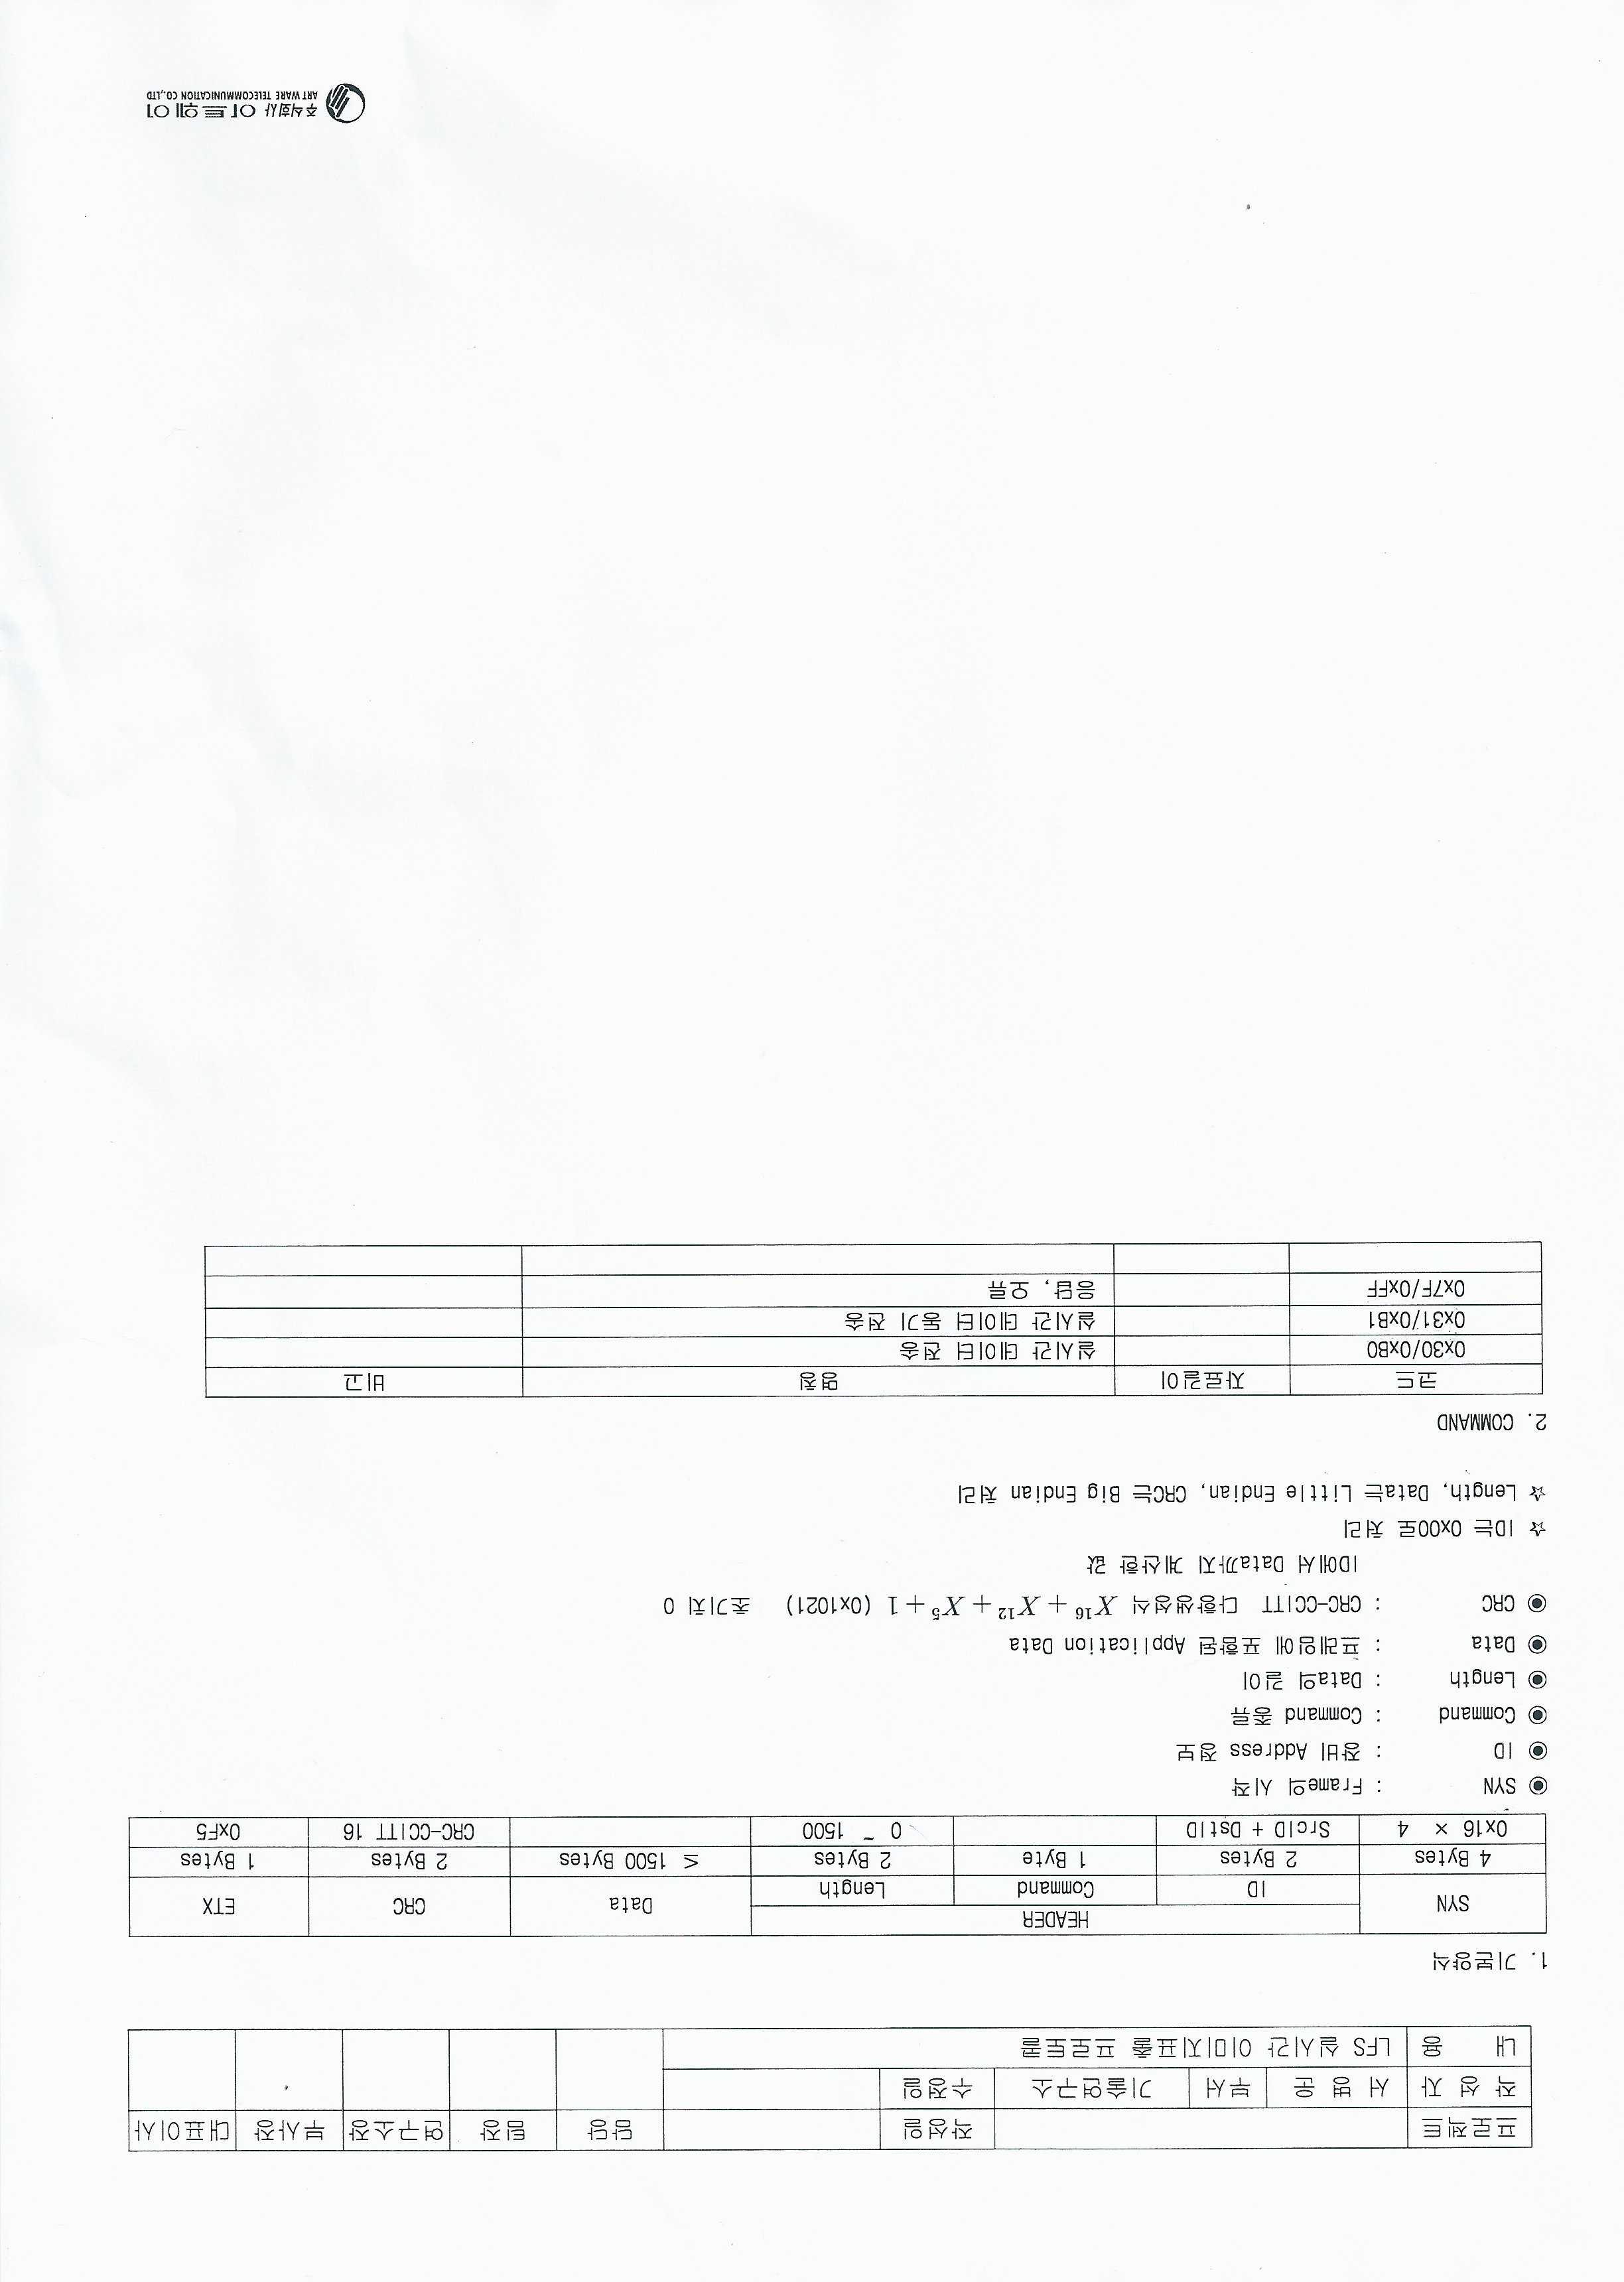 프로젝트 작성일 담당 팀장 연구소장 부사장 대표이사
작 성 자 서 병 운 부서 기술연구소 수정일
내 용 LFS 실시간 이미지표출 프로토콜
1. 기본양식
SYN HEADER Data CRC ETX
ID Command Length
4 Bytes 2 Bytes 1 Byte 2 Bytes ≤ 1500 Bytes 2 Bytes 1 Bytes
0x16 × 4 SrcID + DstID 0 ~ 1500 CRC-CCITT 16 0xF5
◉ SYN : Frame의 시작
◉ ID : 장비 Address 정보
◉ Command : Command 종류
◉ Length : Data의 길이
◉ Data : 프레임에 포함된 Application Data
◉ CRC : CRC-CCITT 다항생성식 X16 + X12 + X5 + 1 (0x1021) 초기치 0
ID에서 Data까지 계산한 값
☆ ID는 0x00로 처리
☆ Length, Data는 Little Endian, CRC는 Big Endian 처리
2. COMMAND
코드 자료길이 명칭 비고
0x30/0xB0 실시간 데이터 전송
0x31/0xB1 실시간 데이터 동기 전송
0x7F/0xFF 응답, 오류
주식회사 아트웨어
ART WARE TELECOMMUNICATION CO.,LTD